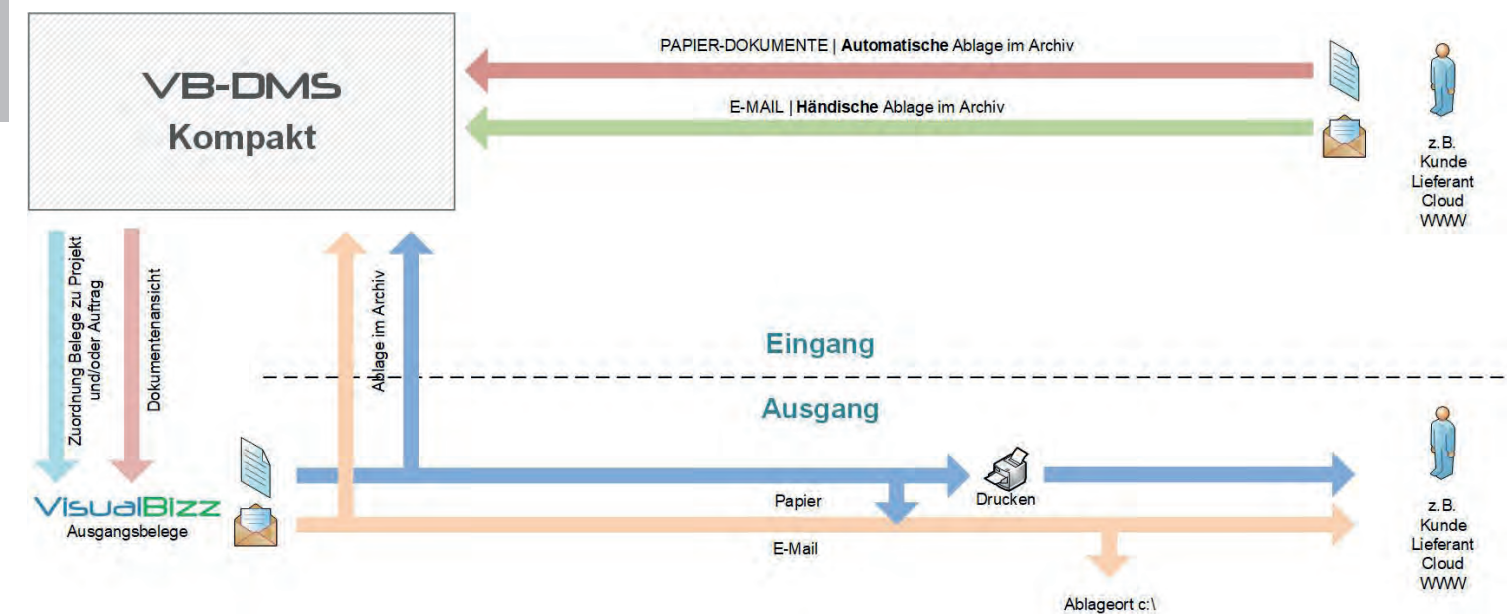 VB-DMS
Kompakt
PAPIER-DOKUMENTE | Automatische Ablage im Archiv
E-MAIL | Händische Ablage im Archiv
z.B.
Kunde
Lieferant
Cloud
WWW
Zuordnung Belege zu Projekt
und/oder Auftrag
Dokumentenansicht
Ablage im Archiv
Eingang
Ausgang
VisualBizz
Ausgangsbelege
Papier
Drucken
E-Mail
Ablageort c:\
z.B.
Kunde
Lieferant
Cloud
WWW